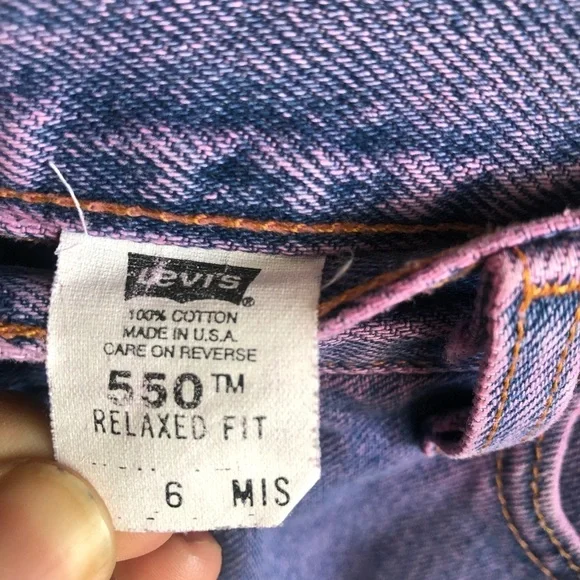 Levi's ®
100% COTTON
MADE IN U.S.A.
CARE ON REVERSE
550™
RELAXED FIT
6 MIS